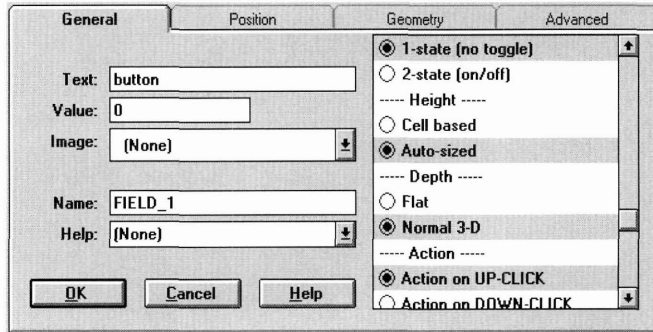 General Position Geometry Advanced
Text: button
Value: 0
Image: (None)
Name: FIELD_1
Help: (None)
OK Cancel Help
1-state (no toggle)
2-state (on/off)
----- Height -----
Cell based
Auto-sized
----- Depth -----
Flat
Normal 3-D
----- Action -----
Action on UP-CLICK
Action on DOWN-CLICK